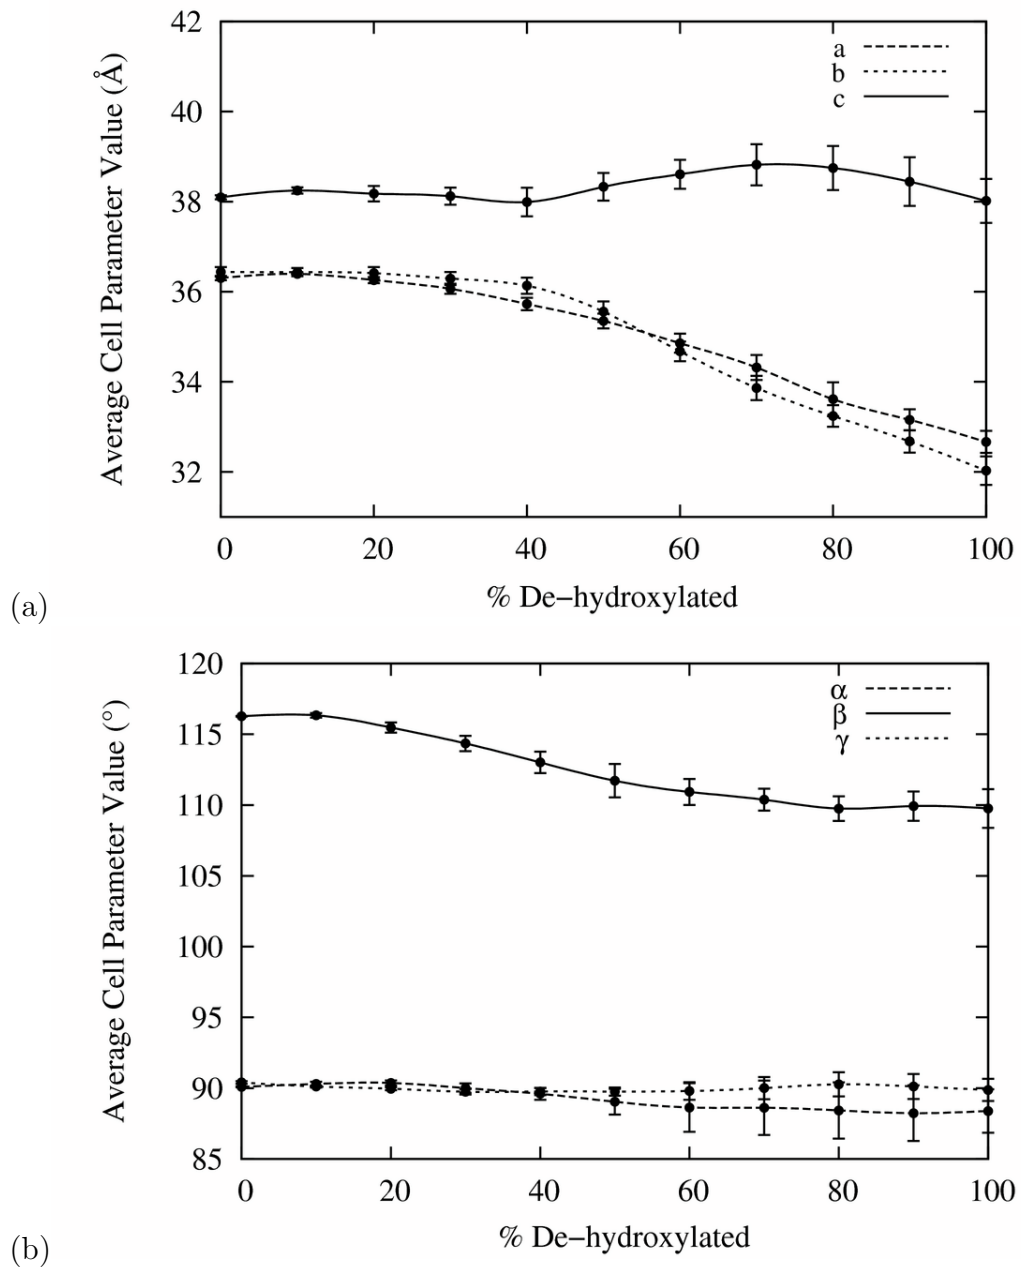 42
40
38
36
34
32
Average Cell Parameter Value (Å)
a
b
c
0 20 40 60 80 100
% De−hydroxylated
(a)
120
115
110
105
100
95
90
85
Average Cell Parameter Value (°)
α
β
γ
0 20 40 60 80 100
% De−hydroxylated
(b)